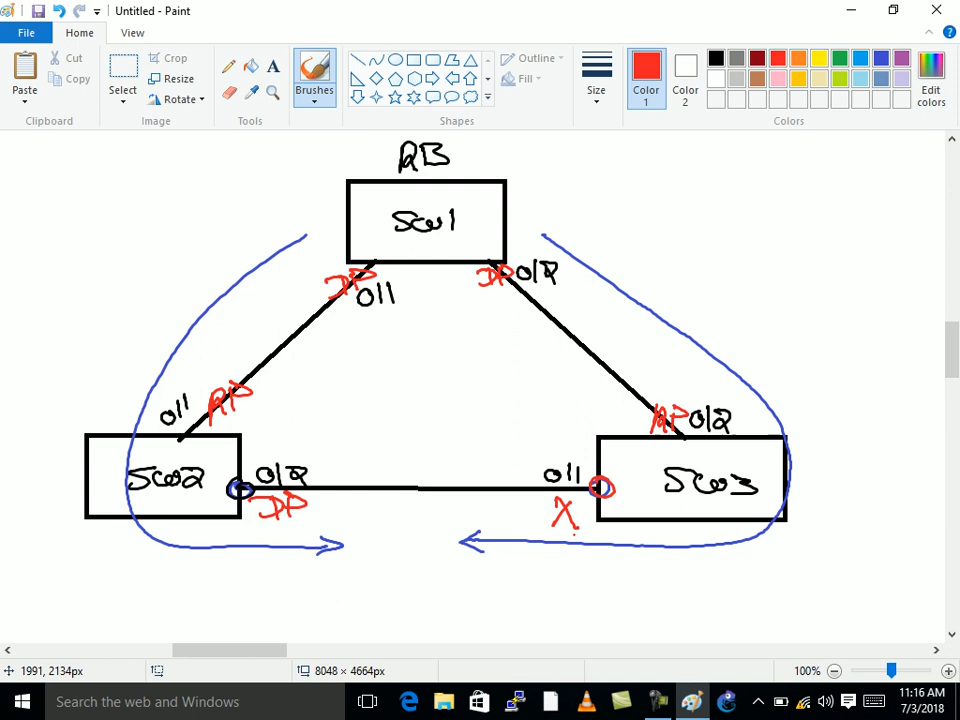 Untitled - Paint
File Home View
Paste Cut Copy Clipboard
Select Crop Resize Rotate Image
Tools
Brushes
Shapes Outline Fill
Size
Color 1 Color 2 Edit colors Colors
RB
Sw1
DP 0/1
DP 0/2
0/1 RP
RP 0/2
Sw2 0/2
DP
0/1 Sw3
X
1991, 2134px 8048 × 4664px 100%
Search the web and Windows
11:16 AM
7/3/2018